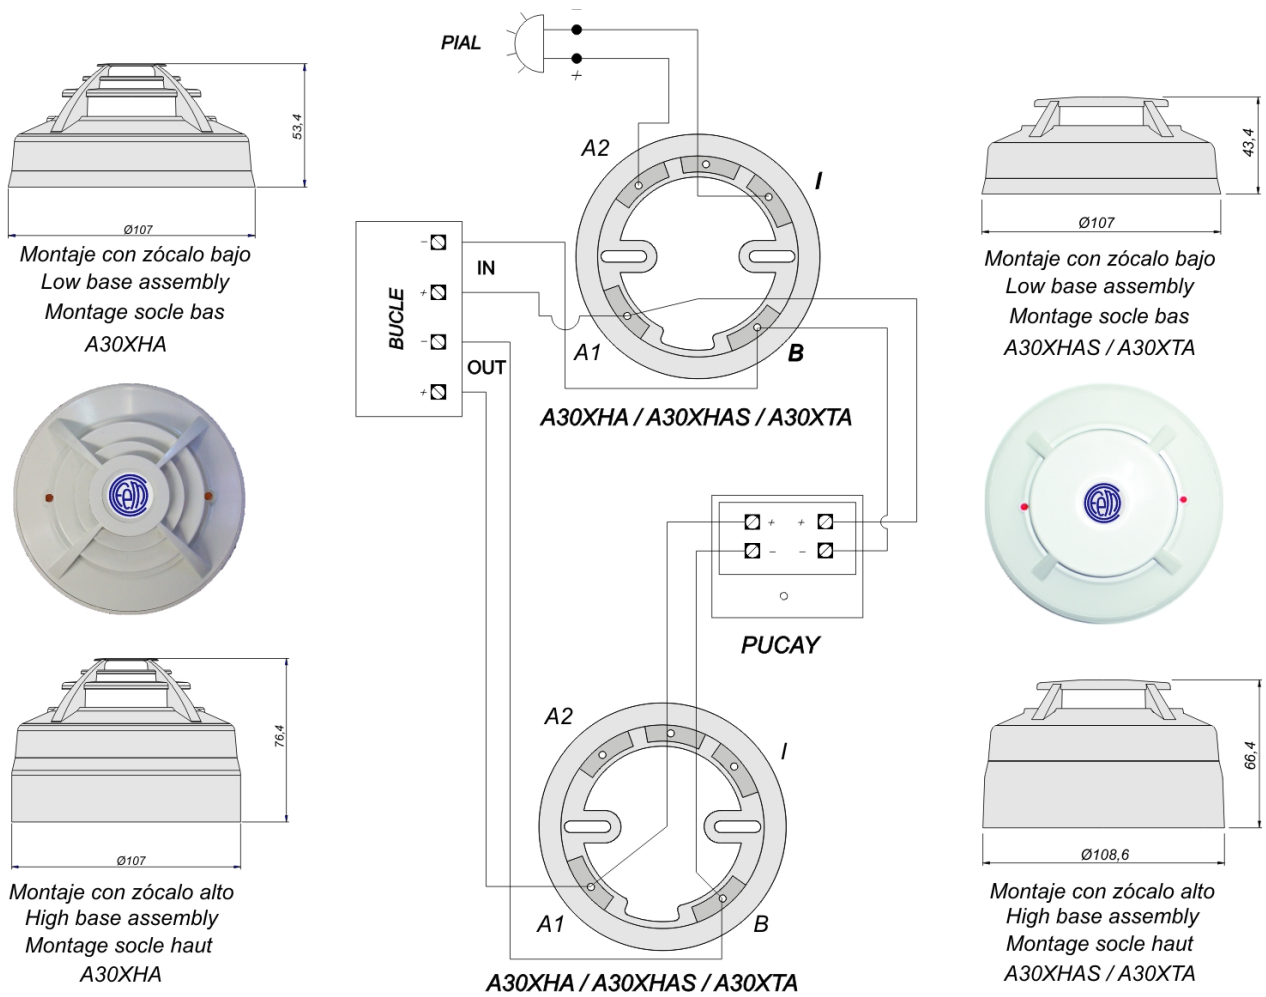 PIAL
−
+
53,4
Ø107
Montaje con zócalo bajo
Low base assembly
Montage socle bas
A30XHA
A2
I
A1
B
BUCLE
−
IN
+
−
OUT
+
A30XHA / A30XHAS / A30XTA
43,4
Ø107
Montaje con zócalo bajo
Low base assembly
Montage socle bas
A30XHAS / A30XTA
+ +
− −
PUCAY
76,4
Ø107
Montaje con zócalo alto
High base assembly
Montage socle haut
A30XHA
A2
I
A1
B
A30XHA / A30XHAS / A30XTA
66,4
Ø108,6
Montaje con zócalo alto
High base assembly
Montage socle haut
A30XHAS / A30XTA